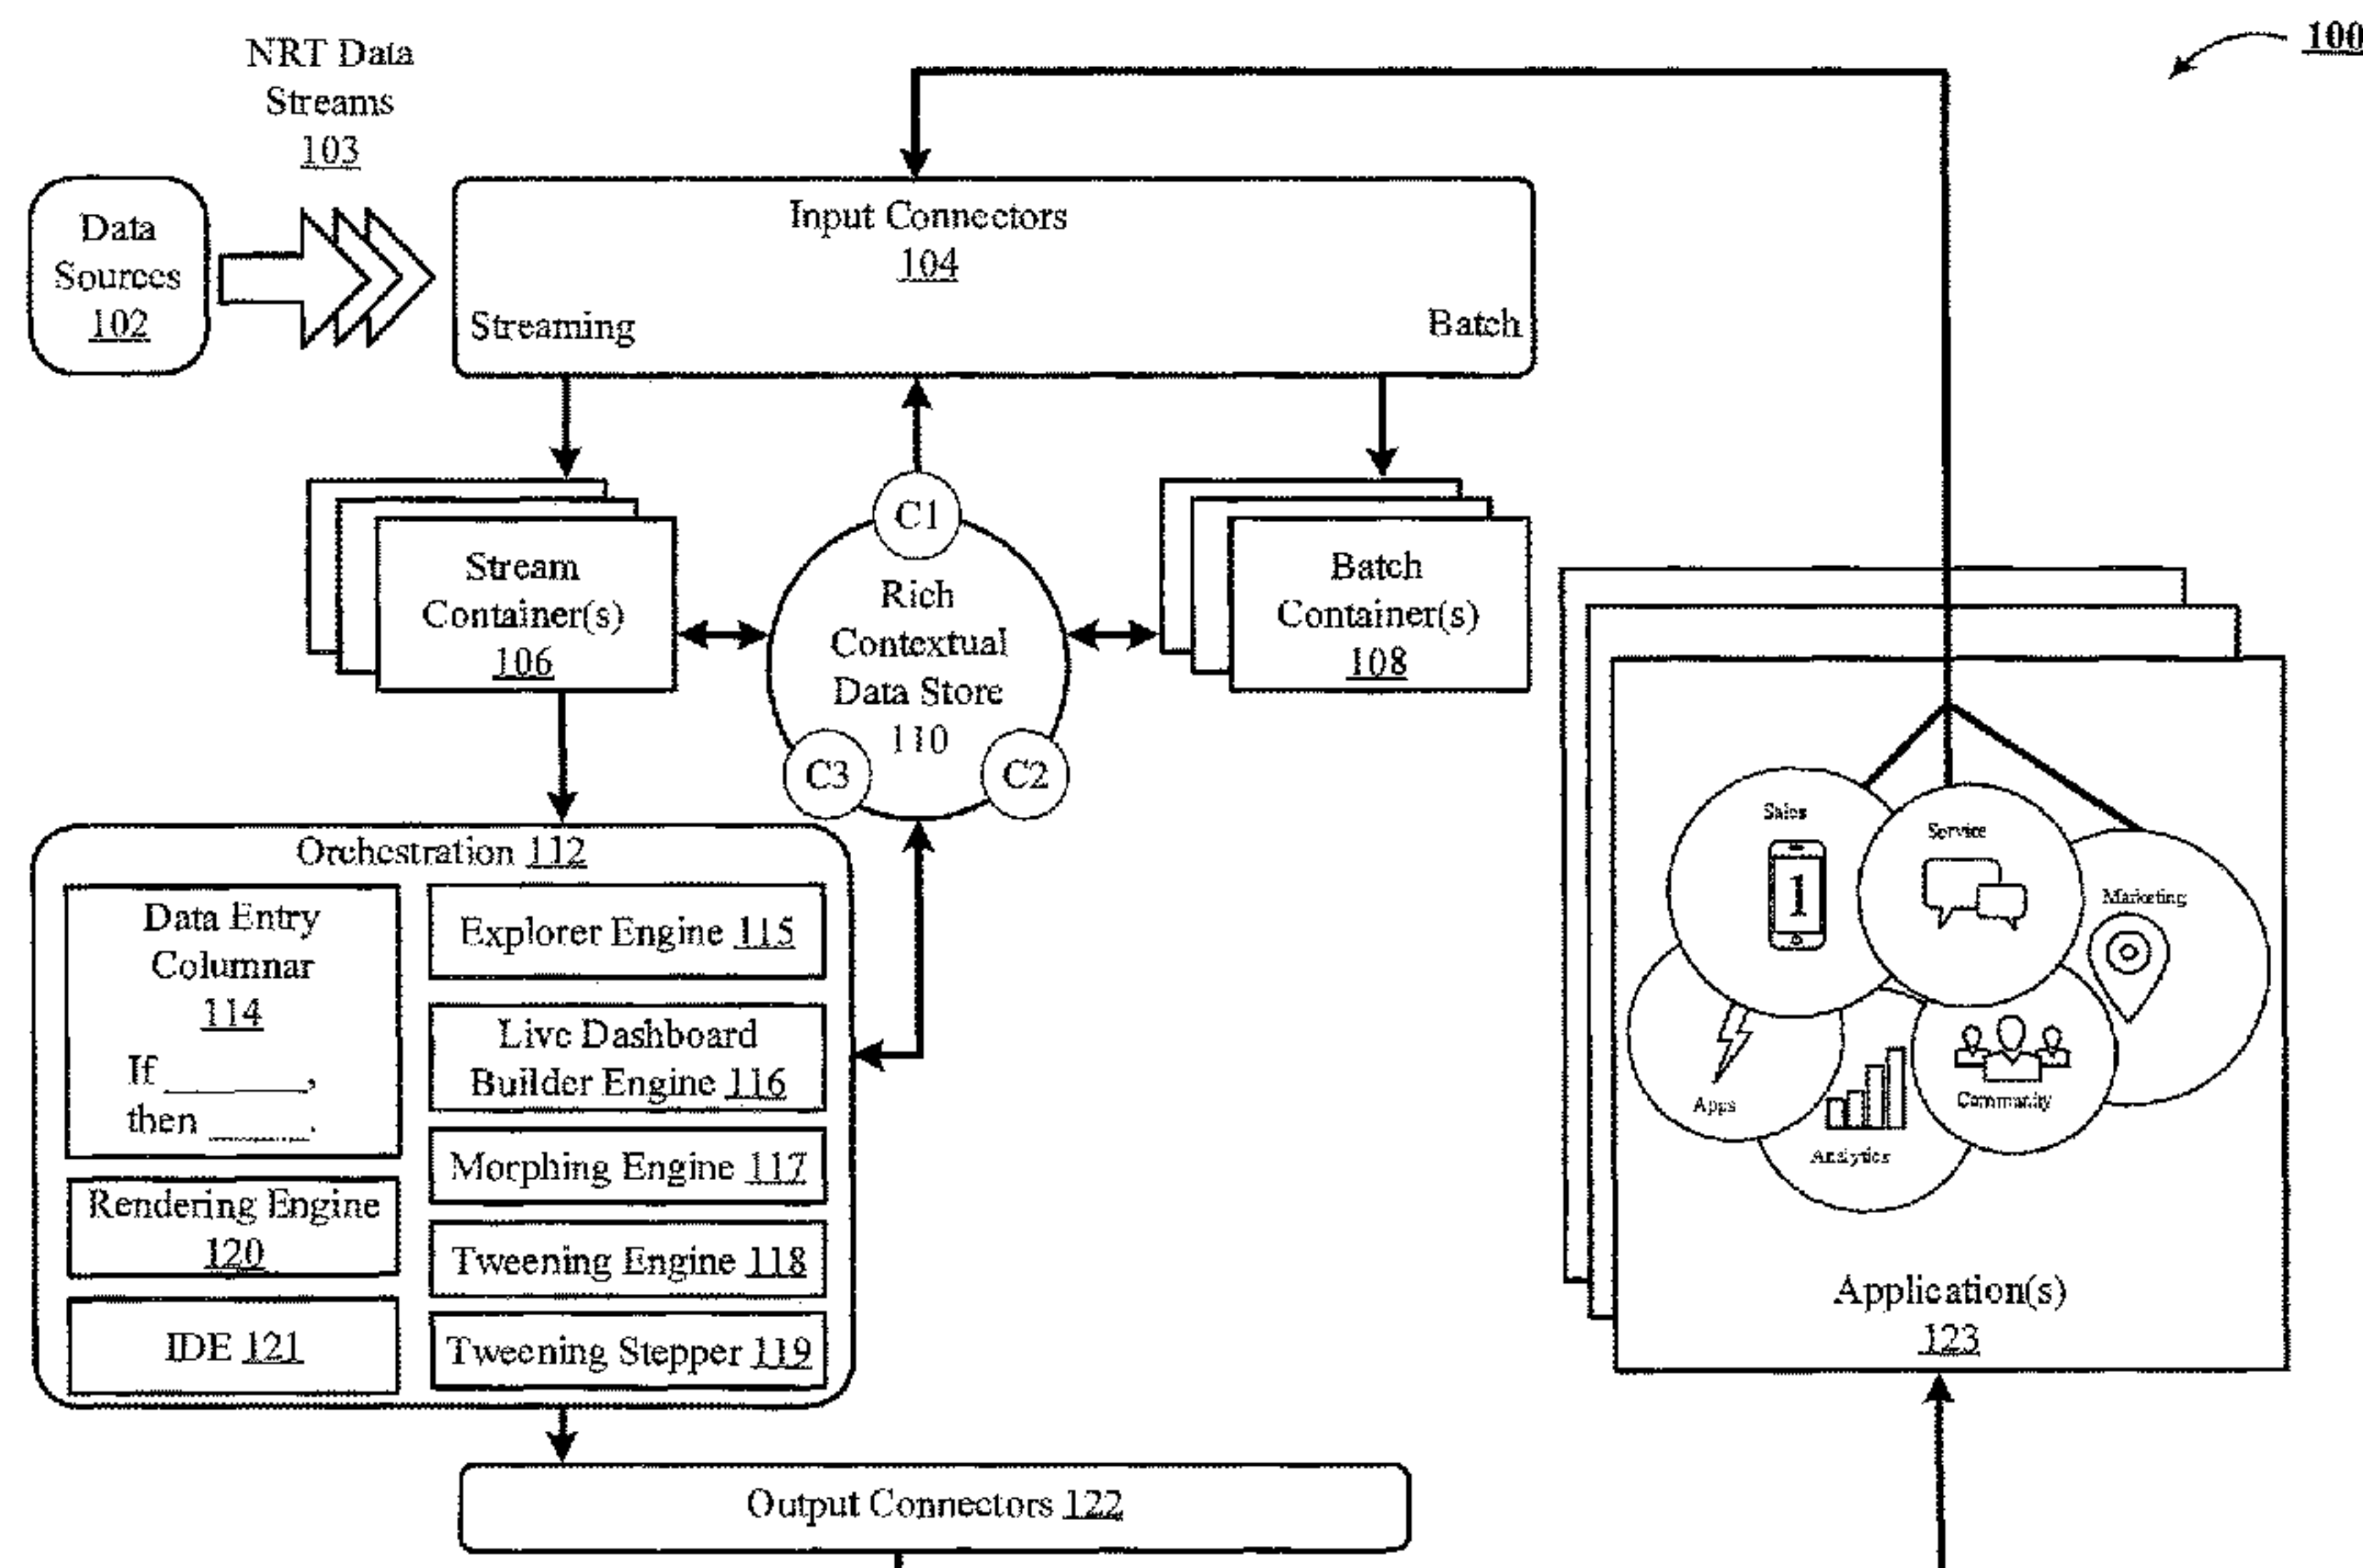 100
NRT Data
Streams
103
Data
Sources
102
Input Connectors
104
Streaming
Batch
Stream
Container(s)
106
C1
Rich
Contextual
Data Store
110
C3
C2
Batch
Container(s)
108
Orchestration 112
Data Entry
Columnar
114
If ________,
then ______.
Rendering Engine
120
IDE 121
Explorer Engine 115
Live Dashboard
Builder Engine 116
Morphing Engine 117
Tweening Engine 118
Tweening Stepper 119
Sales
1
Service
Marketing
Apps
Analytics
Community
Application(s)
123
Output Connectors 122